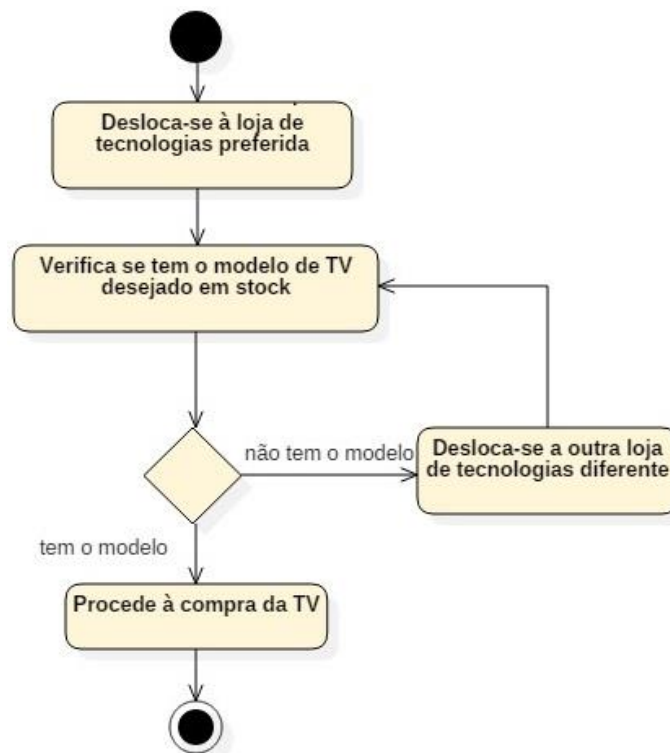 Desloca-se à loja de
tecnologias preferida
Verifica se tem o modelo de TV
desejado em stock
não tem o modelo
Desloca-se a outra loja
de tecnologias diferente
tem o modelo
Procede à compra da TV